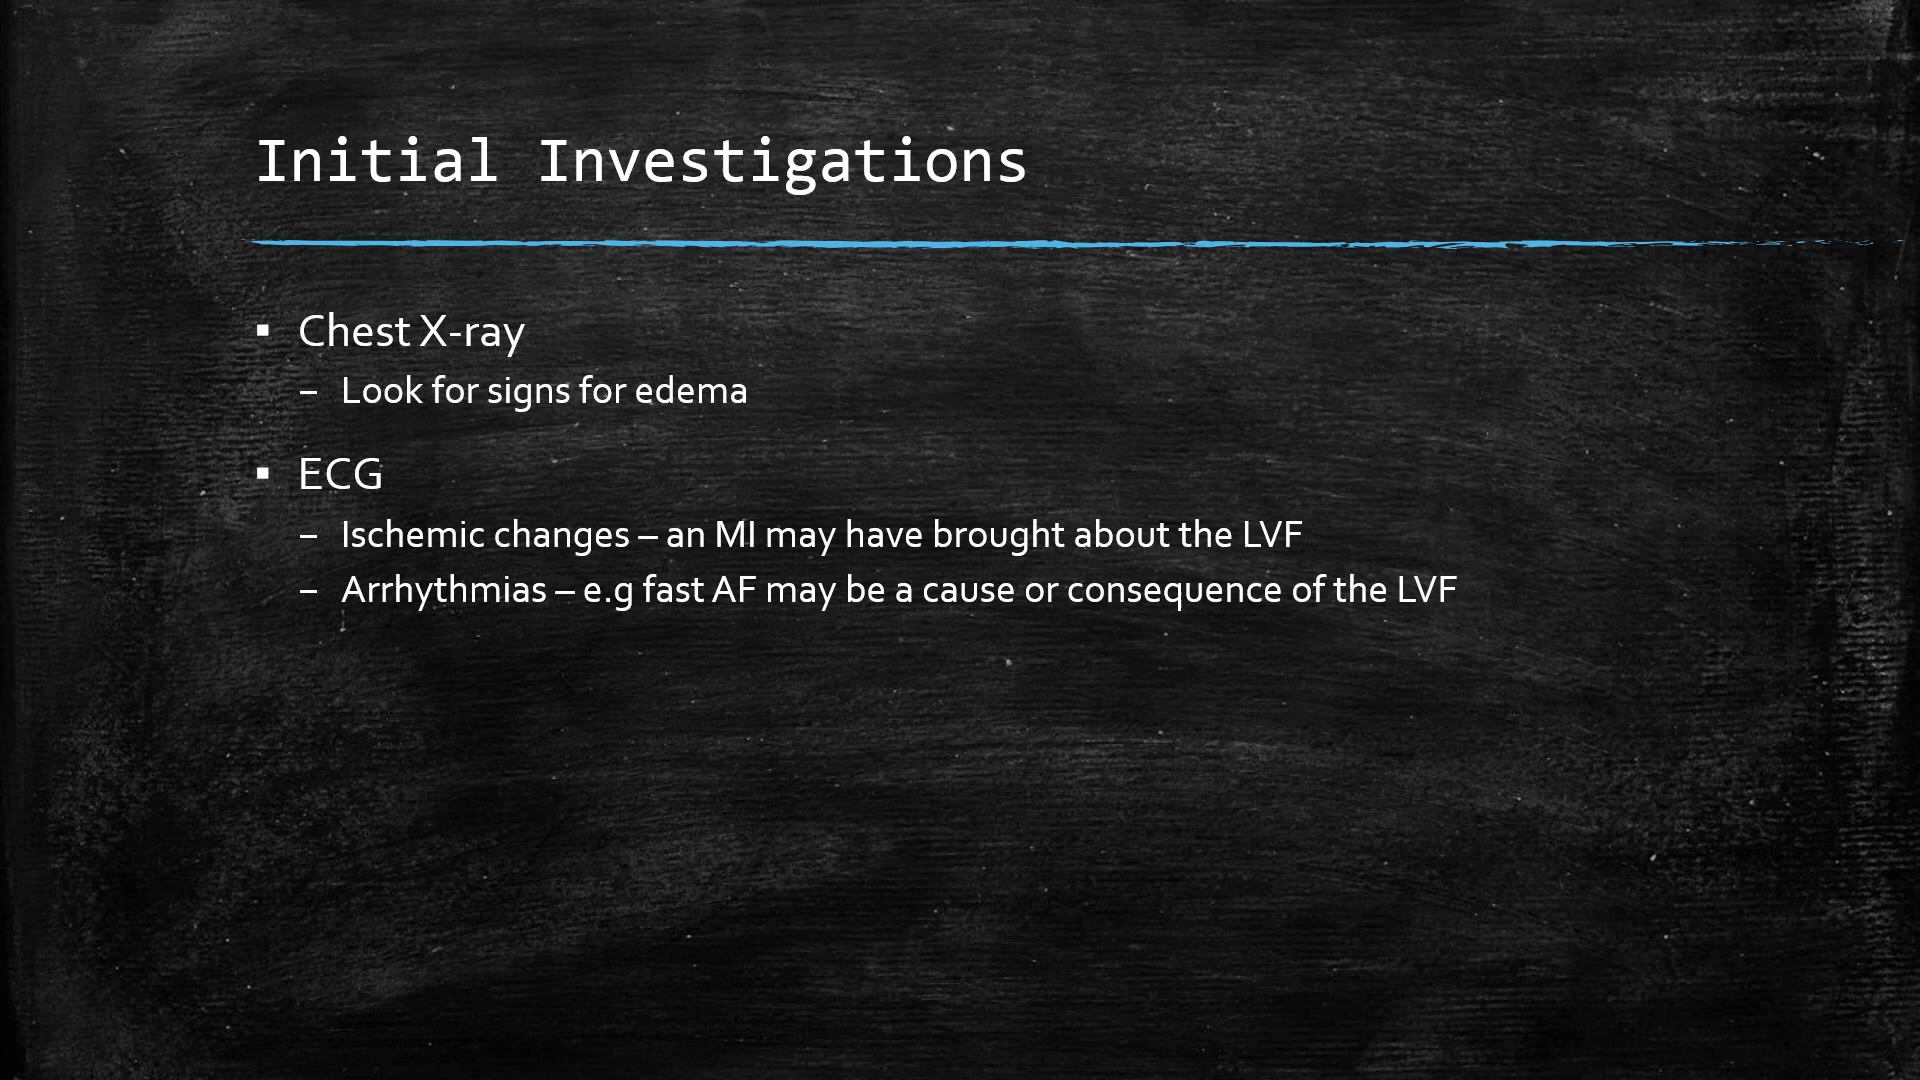 Initial Investigations
▪ Chest X-ray
– Look for signs for edema
▪ ECG
– Ischemic changes – an MI may have brought about the LVF
– Arrhythmias – e.g fast AF may be a cause or consequence of the LVF